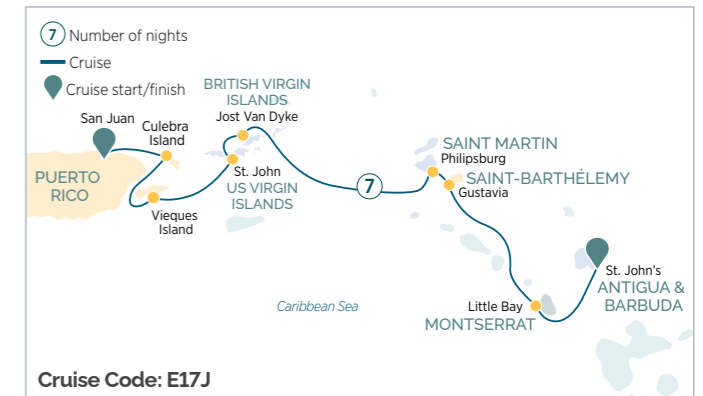 7 Number of nights
Cruise
Cruise start/finish
San Juan
PUERTO
RICO
Culebra
Island
Vieques
Island
BRITISH VIRGIN
ISLANDS
Jost Van Dyke
St. John
US VIRGIN
ISLANDS
7
SAINT MARTIN
Philipsburg
SAINT-BARTHÉLEMY
Gustavia
Little Bay
MONTSERRAT
St. John's
ANTIGUA &
BARBUDA
Caribbean Sea
Cruise Code: E17J